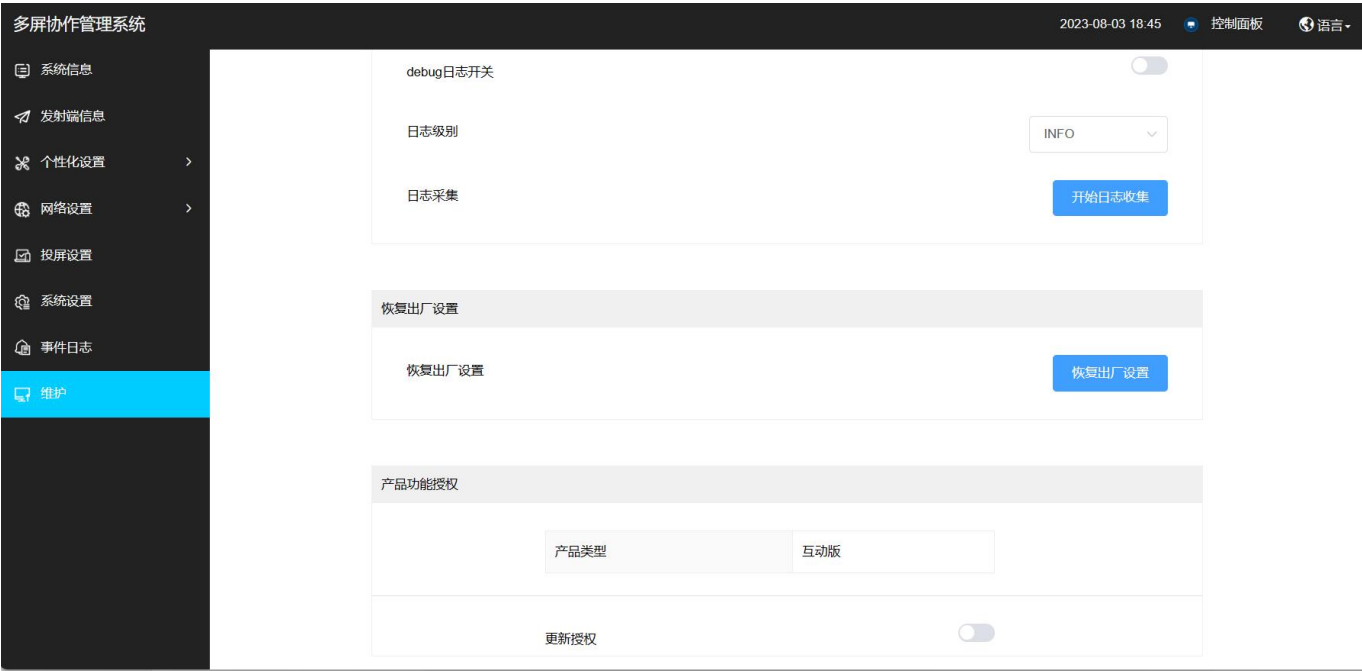 多屏协作管理系统
2023-08-03 18:45 控制面板 语言
系统信息
发射端信息
个性化设置
网络设置
投屏设置
系统设置
事件日志
维护
debug日志开关
日志级别 INFO
日志采集 开始日志收集
恢复出厂设置
恢复出厂设置 恢复出厂设置
产品功能授权
产品类型 互动版
更新授权